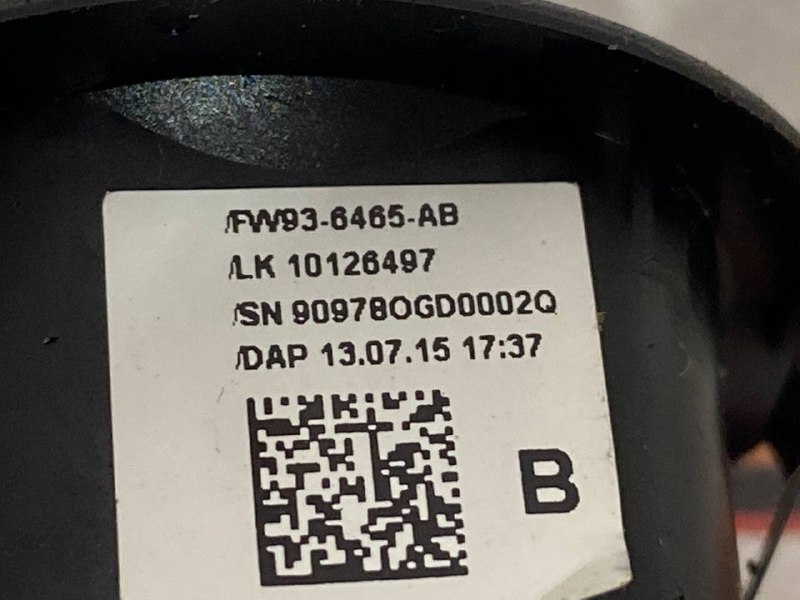 /FW93-6465-AB
/LK 10126497
/SN 90978OGD0002Q
/DAP 13.07.15 17:37
B